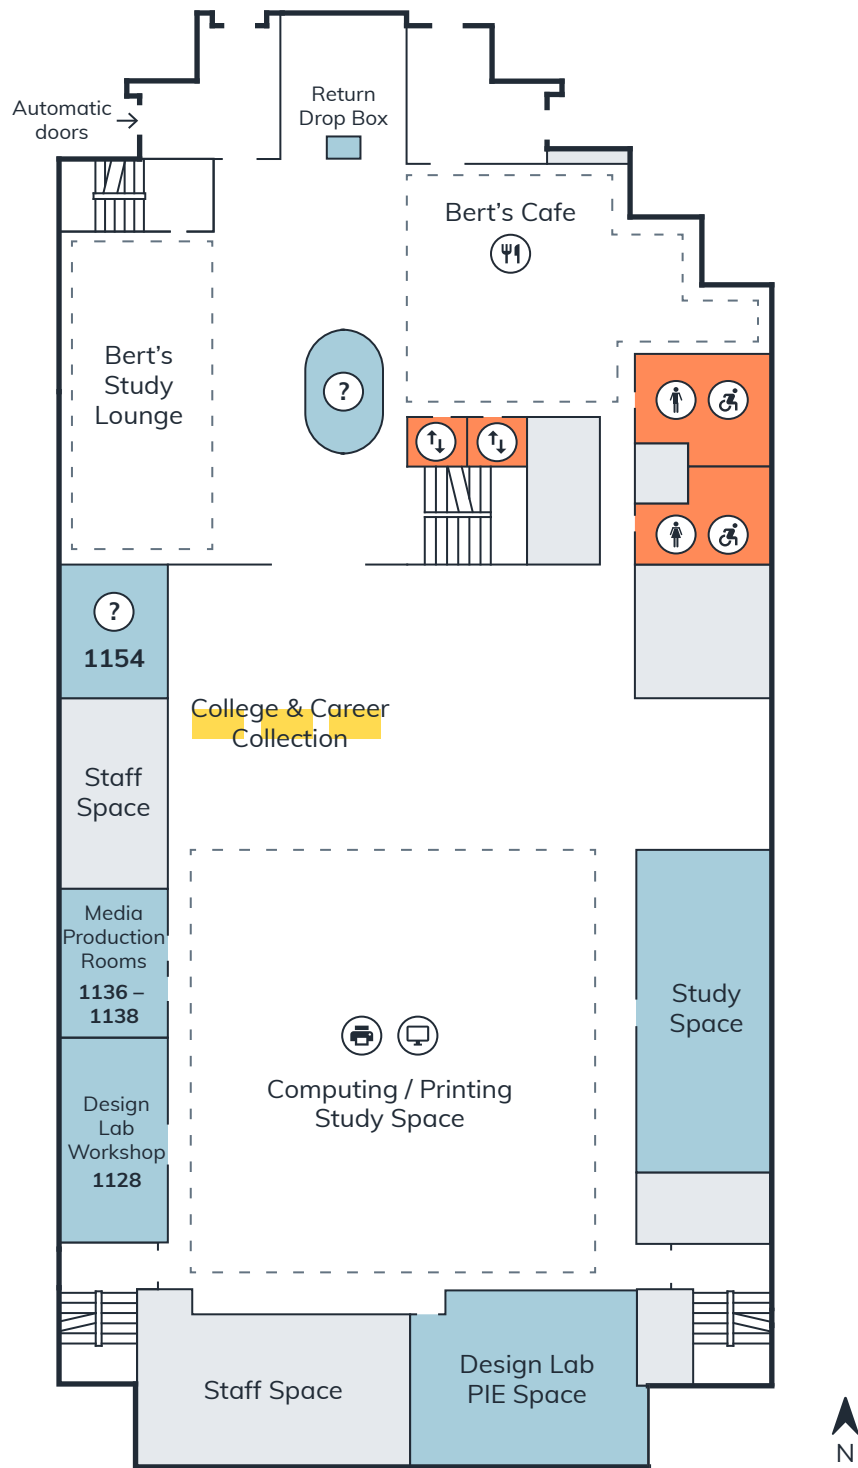 Automatic
doors
Return
Drop Box
Bert’s Cafe
Bert’s
Study
Lounge
?
?
1154
College & Career
Collection
Staff
Space
Media
Production
Rooms
1136 –
1138
Study
Space
Computing / Printing
Study Space
Design
Lab
Workshop
1128
Design Lab
PIE Space
Staff Space
N